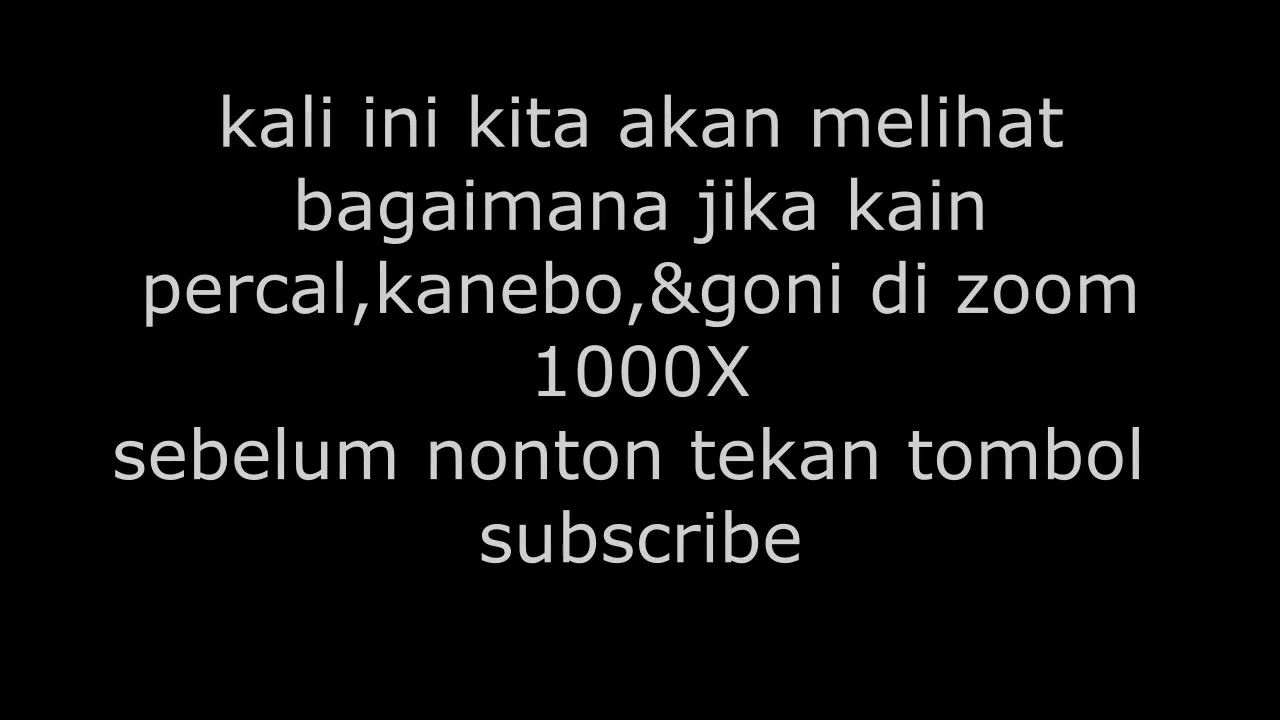 kali ini kita akan melihat
bagaimana jika kain
percal,kanebo,&goni di zoom
1000X
sebelum nonton tekan tombol
subscribe